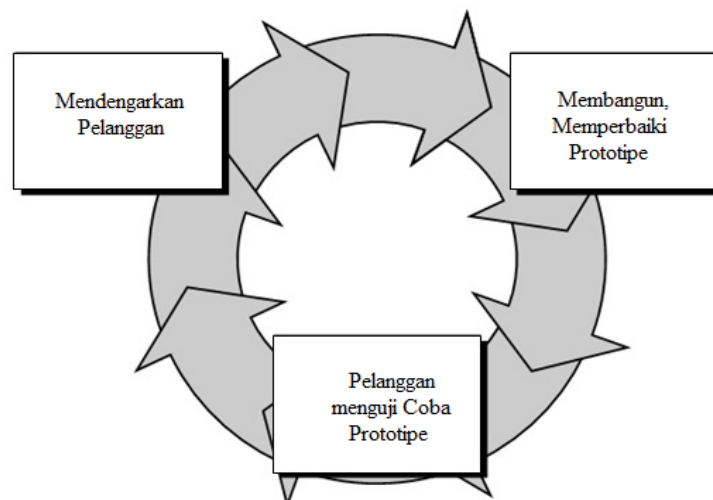 Mendengarkan
Pelanggan
Membangun,
Memperbaiki
Prototipe
Pelanggan
menguji Coba
Prototipe